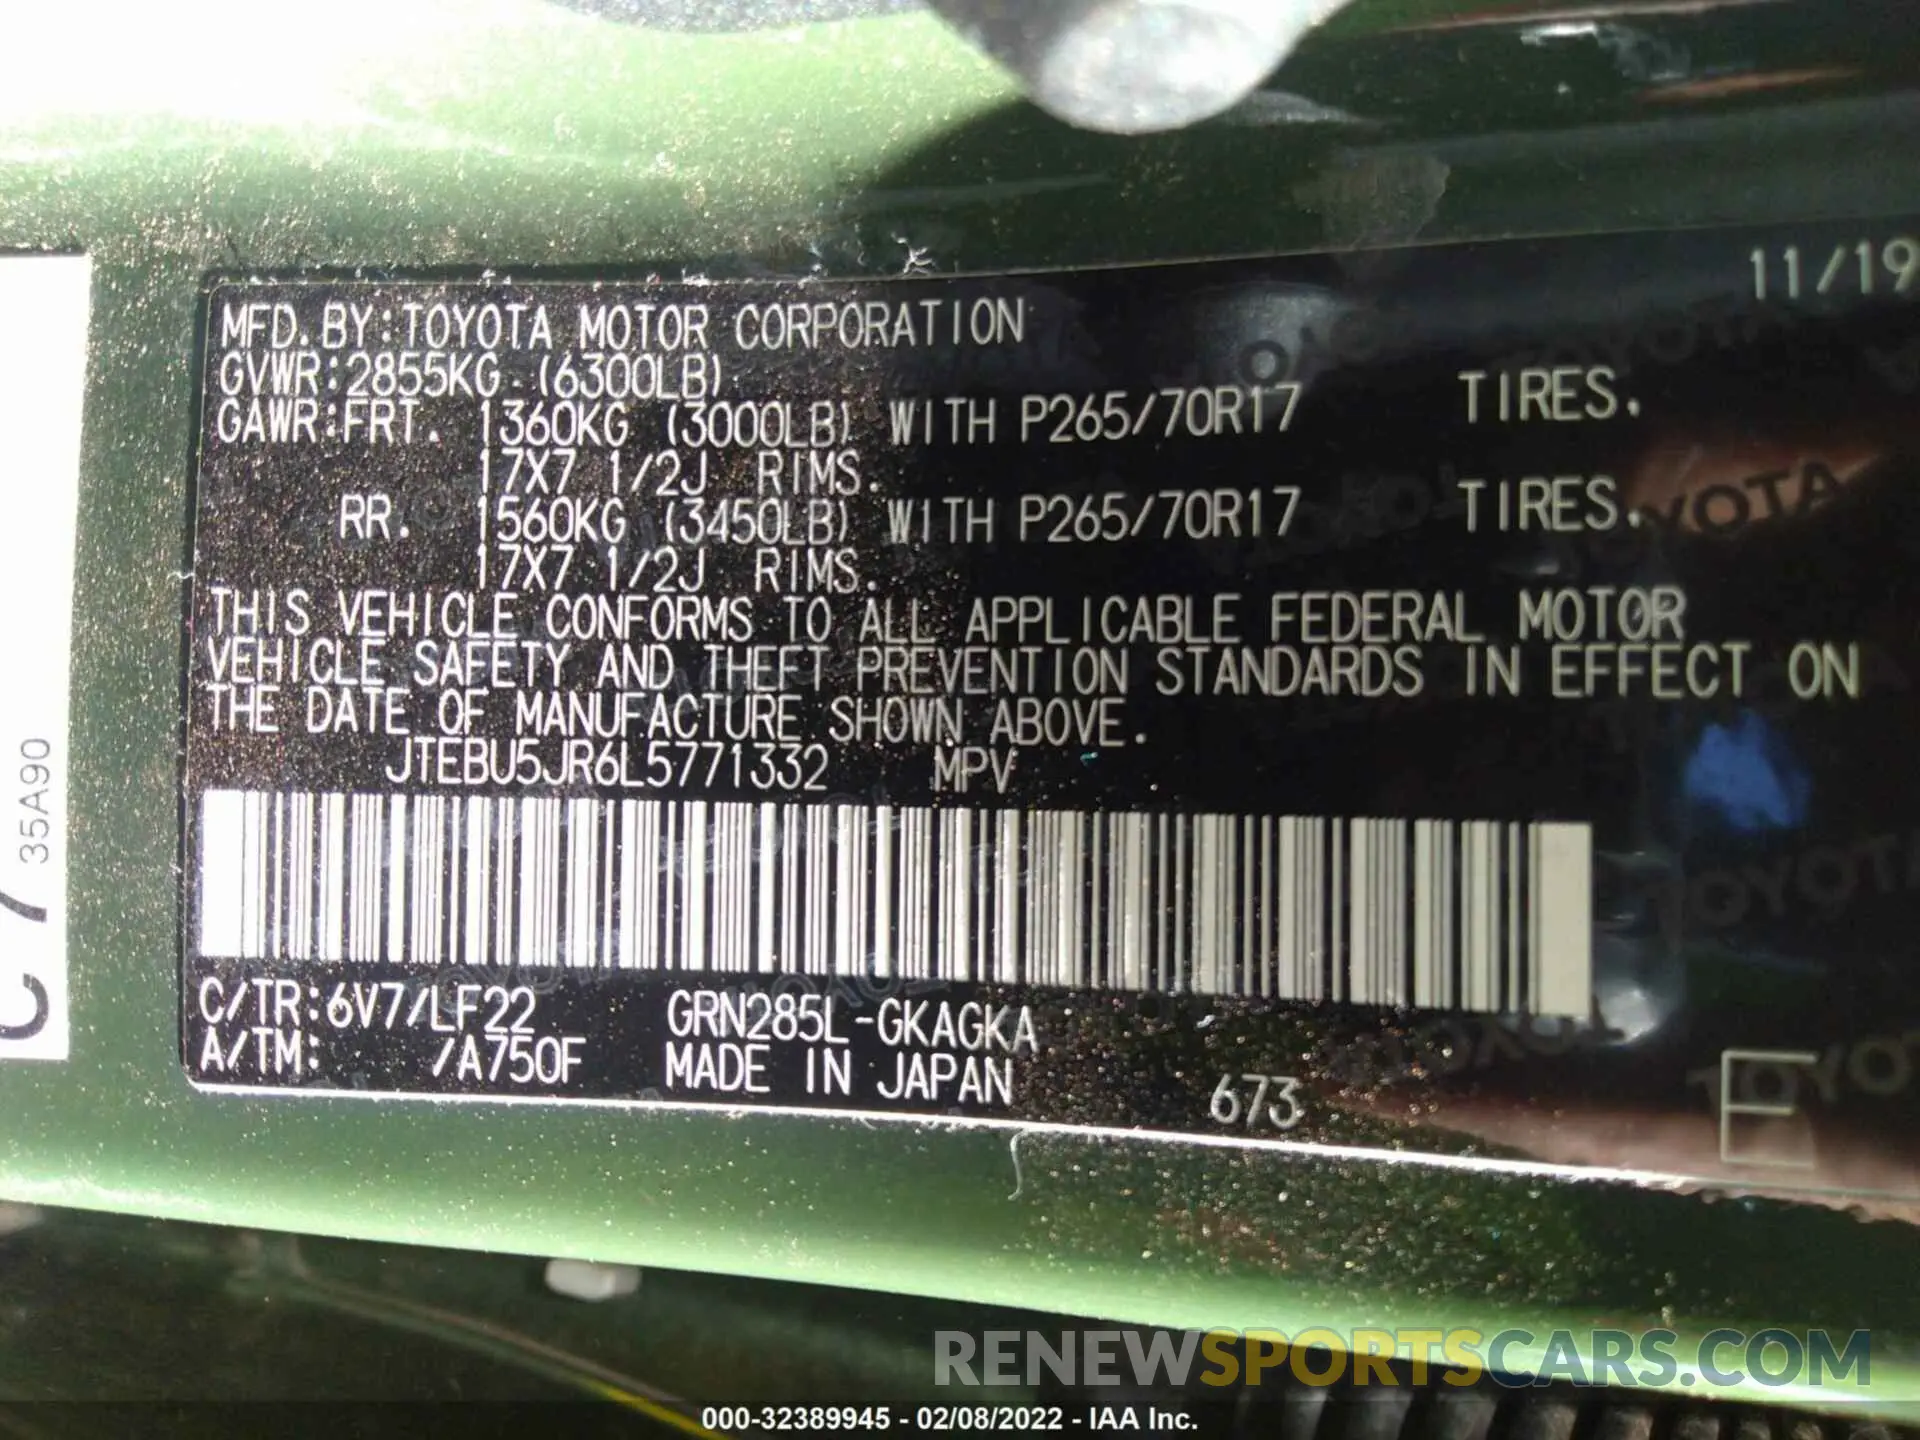 11/19
MFD.BY:TOYOTA MOTOR CORPORATION
GVWR:2855KG (6300LB)
GAWR:FRT. 1360KG (3000LB) WITH P265/70R17 TIRES.
17X7 1/2J RIMS.
RR. 1560KG (3450LB) WITH P265/70R17 TIRES.
17X7 1/2J RIMS.
THIS VEHICLE CONFORMS TO ALL APPLICABLE FEDERAL MOTOR
VEHICLE SAFETY AND THEFT PREVENTION STANDARDS IN EFFECT ON
THE DATE OF MANUFACTURE SHOWN ABOVE.
JTEBU5JR6L5771332 MPV
C/TR:6V7/LF22 GRN285L-GKAGKA
A/TM: /A750F MADE IN JAPAN 673
35A90
RENEWSPORTSCARS.COM
000-32389945 - 02/08/2022 - IAA Inc.